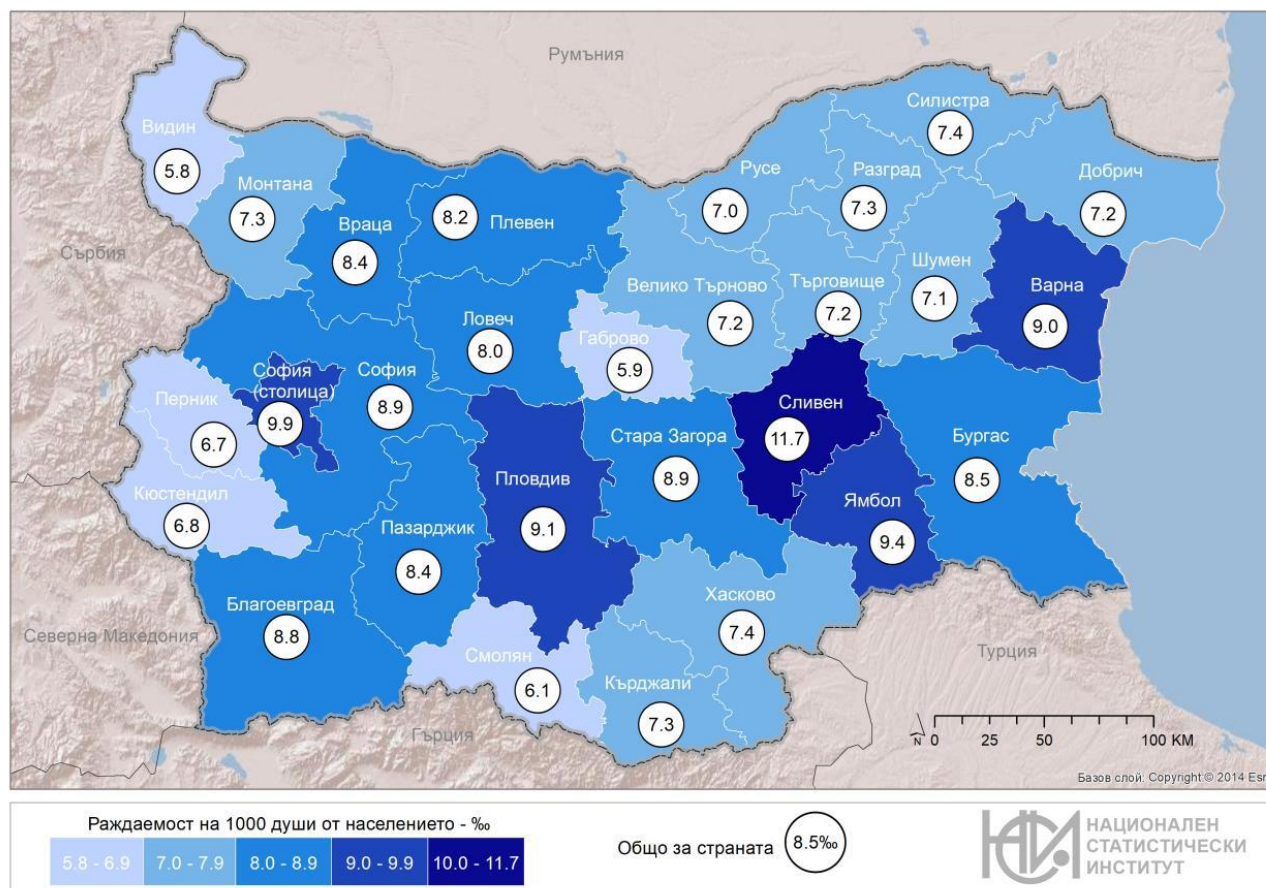 Румъния
Силистра
7.4
Видин
5.8
Монтана
7.3
Русе
7.0
Разград
7.3
Добрич
7.2
Враца
8.4
8.2
Плевен
Сърбия
Шумен
7.1
Велико Търново
7.2
Търговище
7.2
Варна
9.0
Ловеч
8.0
Габрово
5.9
София
(столица)
9.9
София
8.9
Перник
6.7
Сливен
11.7
Стара Загора
8.9
Бургас
8.5
Пловдив
9.1
Кюстендил
6.8
Ямбол
9.4
Пазарджик
8.4
Благоевград
8.8
Хасково
7.4
Северна Македония
Турция
Смолян
6.1
Кърджали
7.3
Гърция
N 0 25 50 100 KM
Базов слой: Copyright:© 2014 Esr
Раждаемост на 1000 души от населението - ‰
5.8 - 6.9 7.0 - 7.9 8.0 - 8.9 9.0 - 9.9 10.0 - 11.7
Общо за страната 8.5‰
НСИ
НАЦИОНАЛЕН
СТАТИСТИЧЕСКИ
ИНСТИТУТ